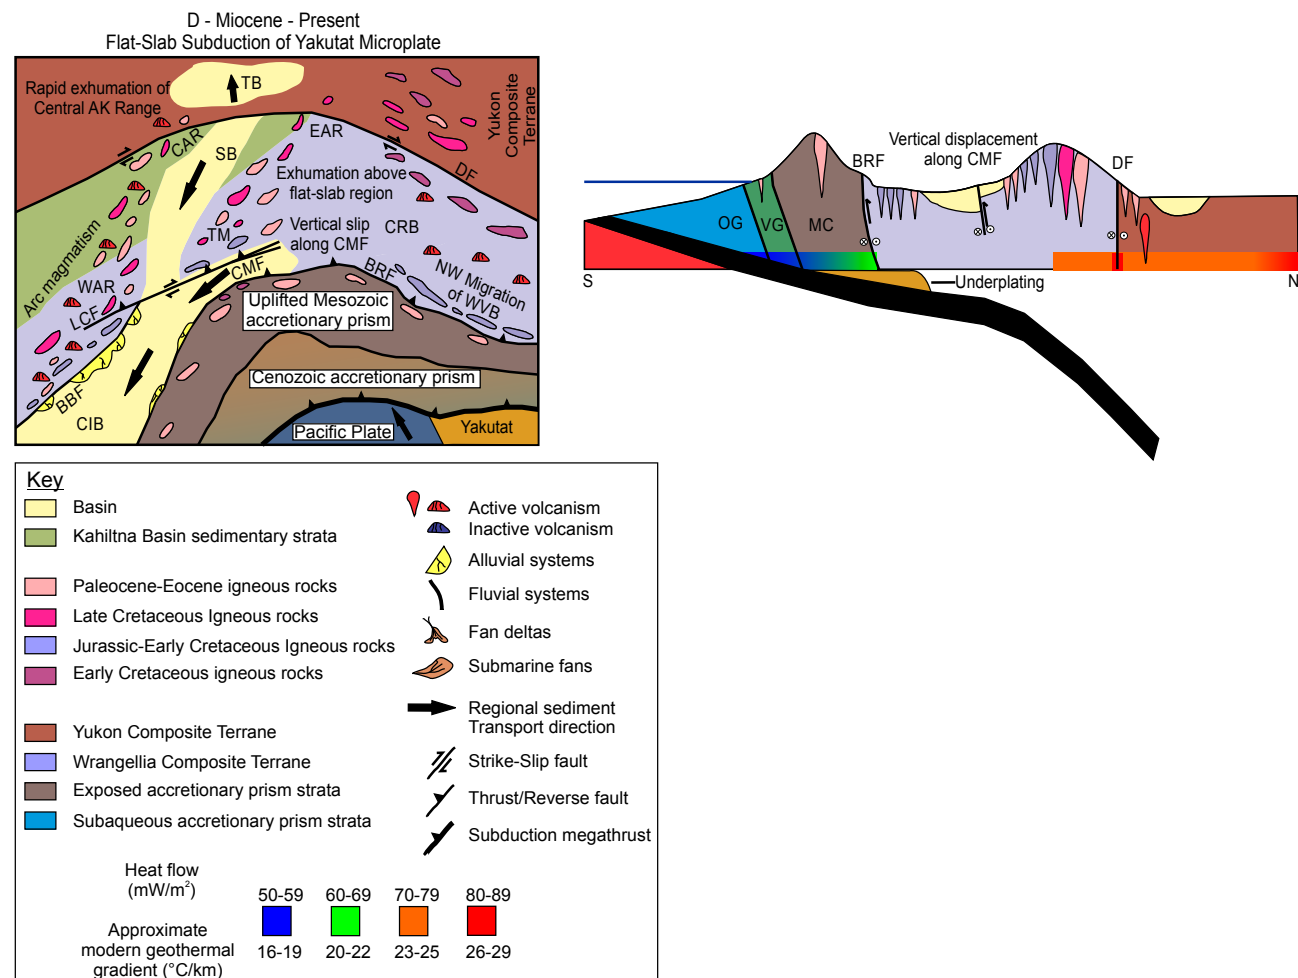 D - Miocene - Present
Flat-Slab Subduction of Yakutat Microplate
Rapid exhumation of
Central AK Range
TB
Yukon
Composite
Terrane
CAR
SB
EAR
DF
Exhumation above
flat-slab region
Arc magmatism
TM
Vertical slip
along CMF
CRB
WAR
CMF
BRF
NW Migration
of WVB
LCF
Uplifted Mesozoic
accretionary prism
Cenozoic accretionary prism
BBF
CIB
Pacific Plate
Yakutat
Vertical displacement
along CMF
BRF
DF
OG
VG
MC
S
N
Underplating
Key
Basin
Kahiltna Basin sedimentary strata
Paleocene-Eocene igneous rocks
Late Cretaceous Igneous rocks
Jurassic-Early Cretaceous Igneous rocks
Early Cretaceous igneous rocks
Yukon Composite Terrane
Wrangellia Composite Terrane
Exposed accretionary prism strata
Subaqueous accretionary prism strata
Active volcanism
Inactive volcanism
Alluvial systems
Fluvial systems
Fan deltas
Submarine fans
Regional sediment
Transport direction
Strike-Slip fault
Thrust/Reverse fault
Subduction megathrust
Heat flow
(mW/m²)
50-59 60-69 70-79 80-89
Approximate
modern geothermal
gradient (°C/km)
16-19 20-22 23-25 26-29